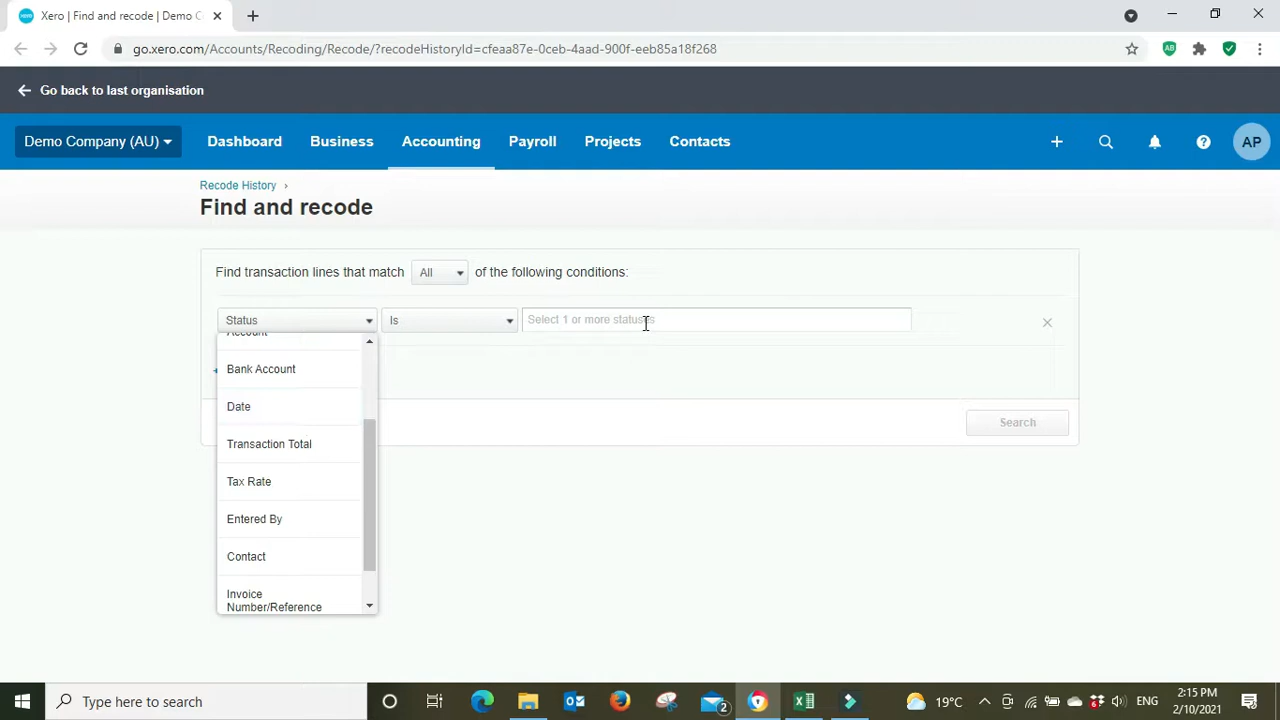 Xero | Find and recode | Demo C
go.xero.com/Accounts/Recoding/Recode/?recodeHistoryId=cfeaa87e-0ceb-4aad-900f-eeb85a18f268
Go back to last organisation
Demo Company (AU) Dashboard Business Accounting Payroll Projects Contacts AP
Recode History ›
Find and recode
Find transaction lines that match All of the following conditions:
Status Is Select 1 or more statuses
Account
Bank Account
Date
Transaction Total
Search
Tax Rate
Entered By
Contact
Invoice
Number/Reference
Type here to search
2
19°C
6
ENG
2:15 PM
2/10/2021